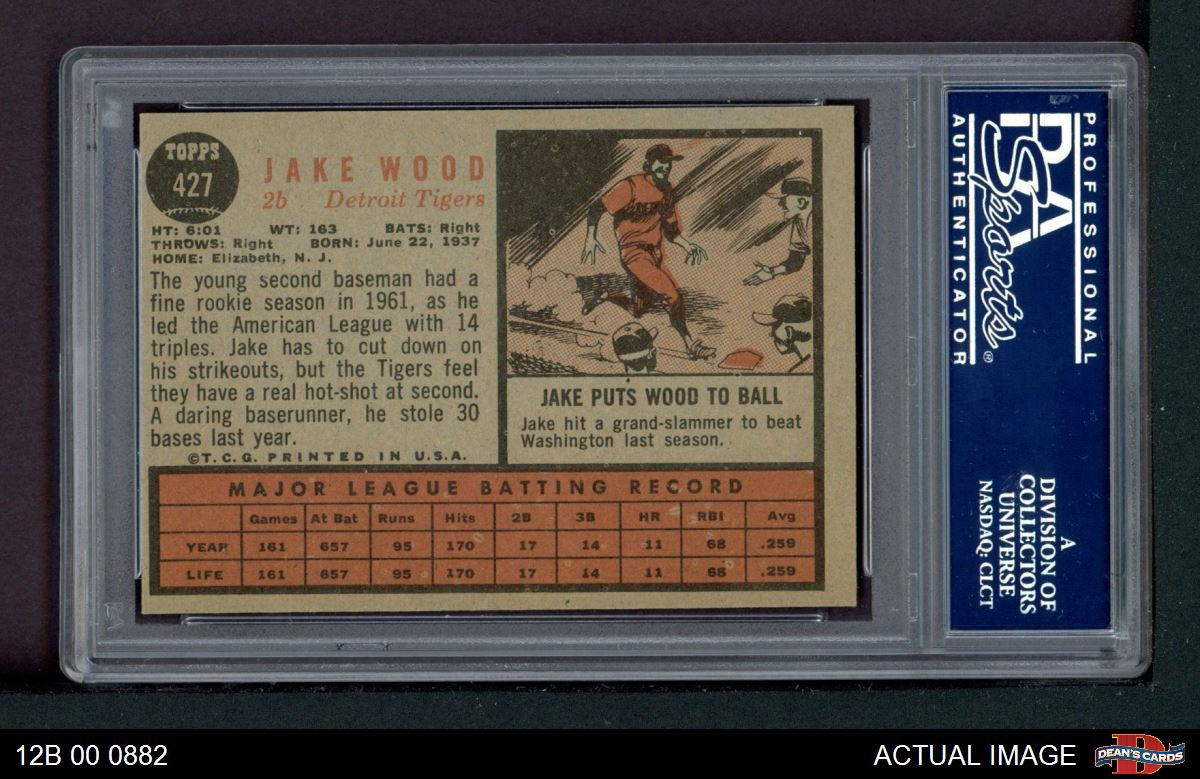 TOPPS
427
JAKE WOOD
2b Detroit Tigers
HT: 6:01 WT: 163 BATS: Right
THROWS: Right BORN: June 22, 1937
HOME: Elizabeth, N. J.
The young second baseman had a
fine rookie season in 1961, as he
led the American League with 14
triples. Jake has to cut down on
his strikeouts, but the Tigers feel
they have a real hot-shot at second.
A daring baserunner, he stole 30
bases last year.
©T.C.G. PRINTED IN U.S.A.
JAKE PUTS WOOD TO BALL
Jake hit a grand-slammer to beat
Washington last season.
MAJOR LEAGUE BATTING RECORD
Games At Bat Runs Hits 2B 3B HR RBI Avg
YEAR 161 657 95 170 17 14 11 68 .259
LIFE 161 657 95 170 17 14 11 68 .259
PROFESSIONAL
PSA
Sports®
AUTHENTICATOR
A
DIVISION OF
COLLECTORS
UNIVERSE
NASDAQ: CLCT
12B 00 0882
ACTUAL IMAGE
D
DEAN'S CARDS